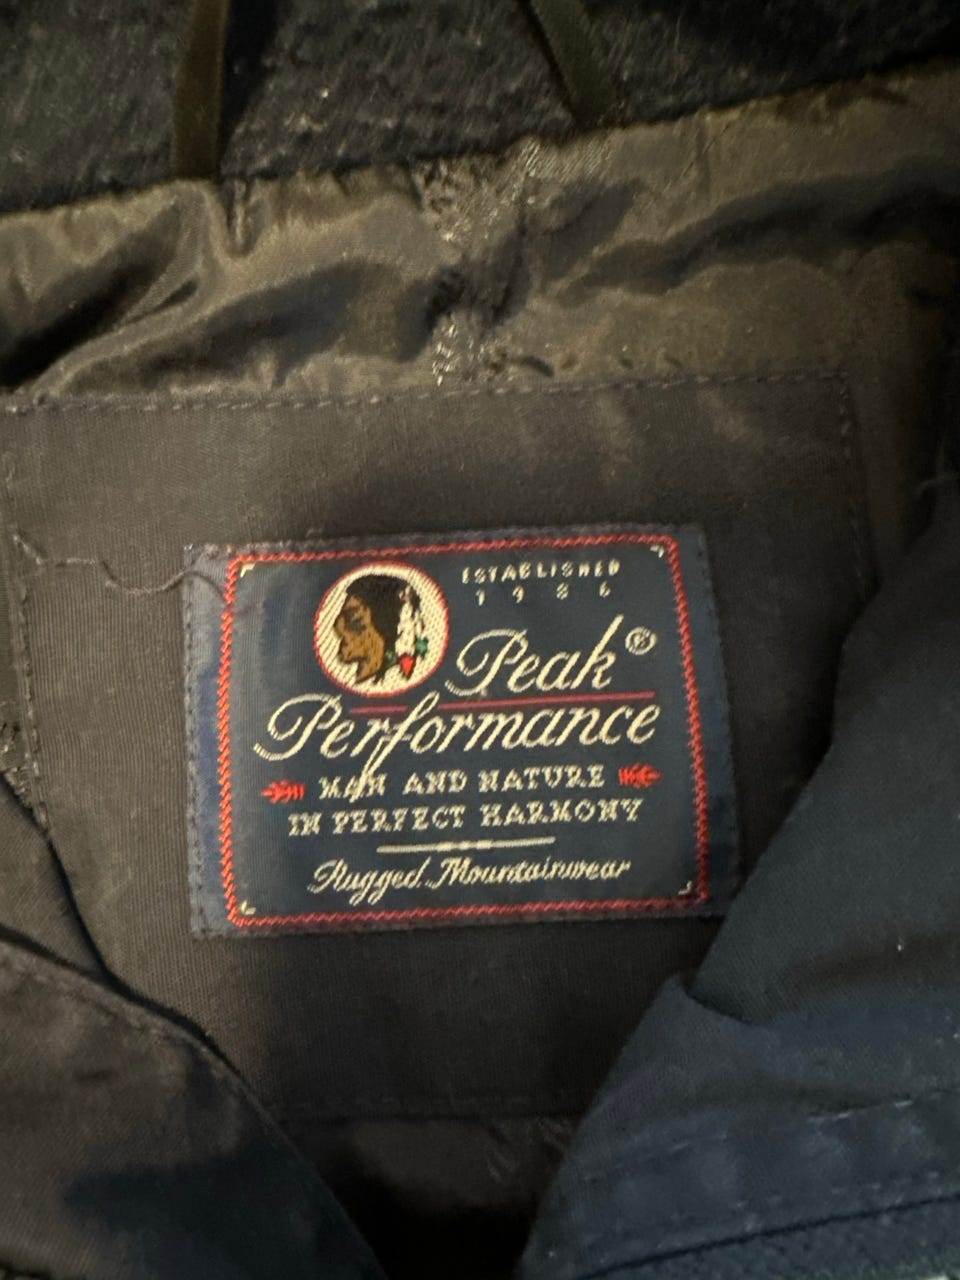 ESTABLISHED
1986
Peak®
Performance
MAN AND NATURE
IN PERFECT HARMONY
Rugged Mountainwear